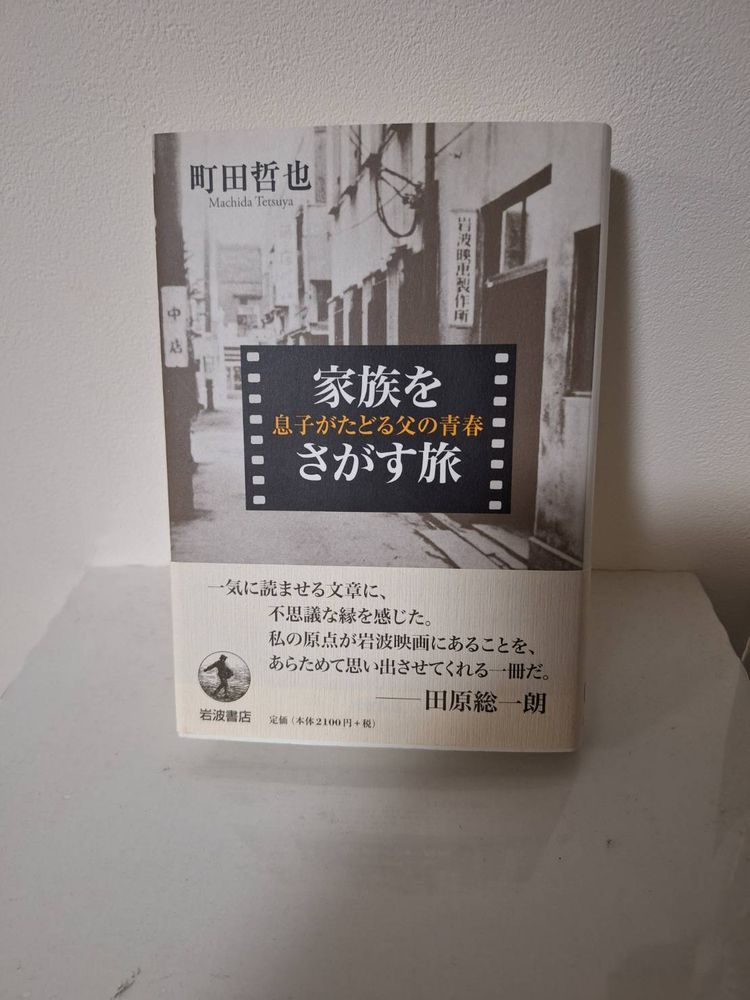 町田哲也
Machida Tetsuya
岩波映画製作所
中店
家族を
息子がたどる父の青春
さがす旅
一気に読ませる文章に、
不思議な縁を感じた。
私の原点が岩波映画にあることを、
あらためて思い出させてくれる一冊だ。
——田原総一朗
岩波書店
定価（本体2100円+税）